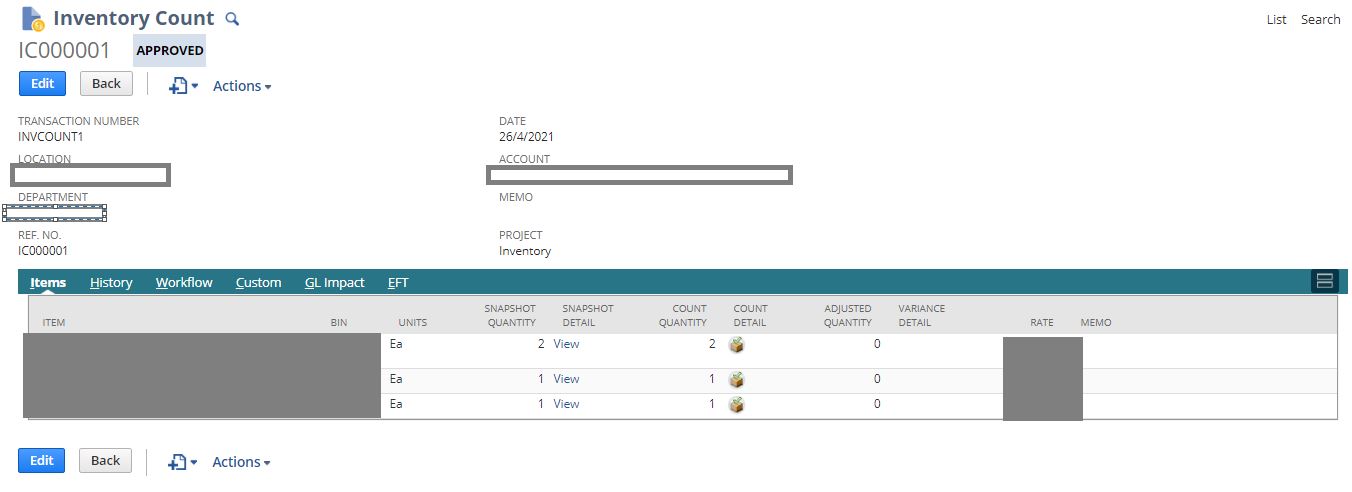 Inventory Count
List Search
IC000001 APPROVED
Edit Back Actions
TRANSACTION NUMBER
INVCOUNT1
DATE
26/4/2021
LOCATION
ACCOUNT
DEPARTMENT
MEMO
REF. NO.
IC000001
PROJECT
Inventory
Items History Workflow Custom GL Impact EFT
ITEM BIN UNITS SNAPSHOT QUANTITY SNAPSHOT DETAIL COUNT QUANTITY COUNT DETAIL ADJUSTED QUANTITY VARIANCE DETAIL RATE MEMO
Ea 2 View 2 0
Ea 1 View 1 0
Ea 1 View 1 0
Edit Back Actions